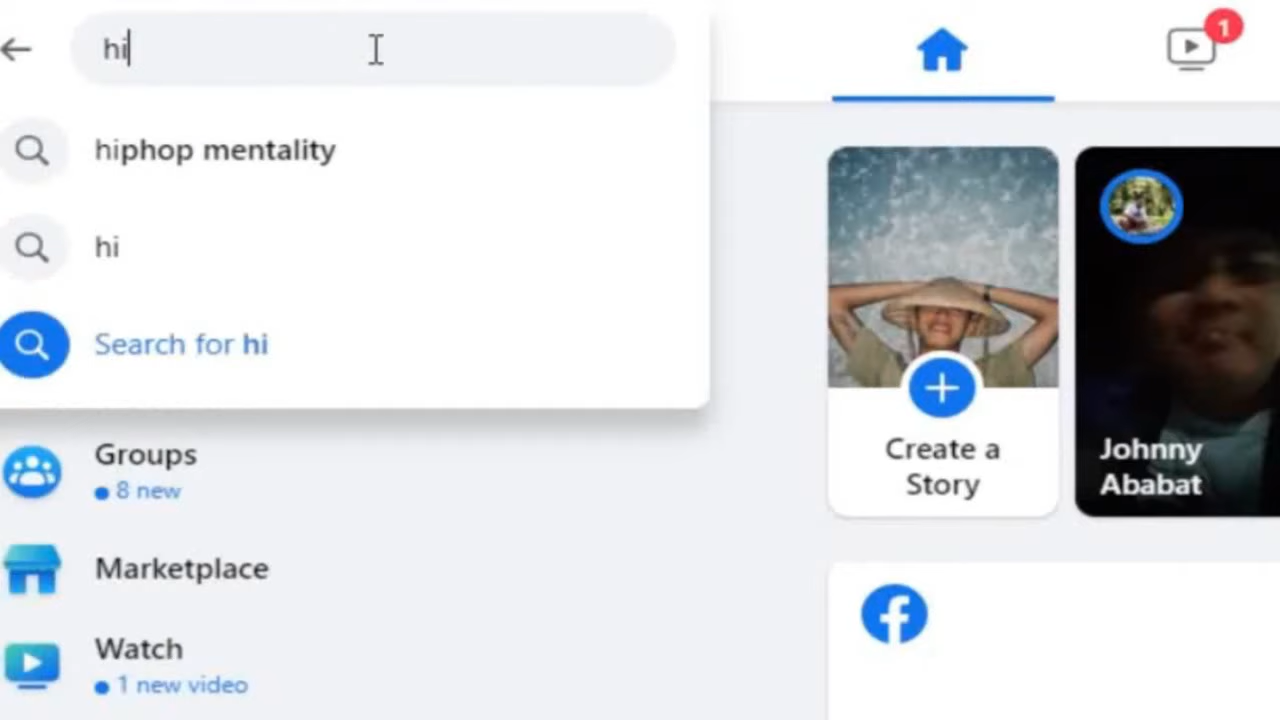 hi
hiphop mentality
hi
Search for hi
Groups
8 new
Marketplace
Watch
1 new video
1
Create a
Story
Johnny
Ababat